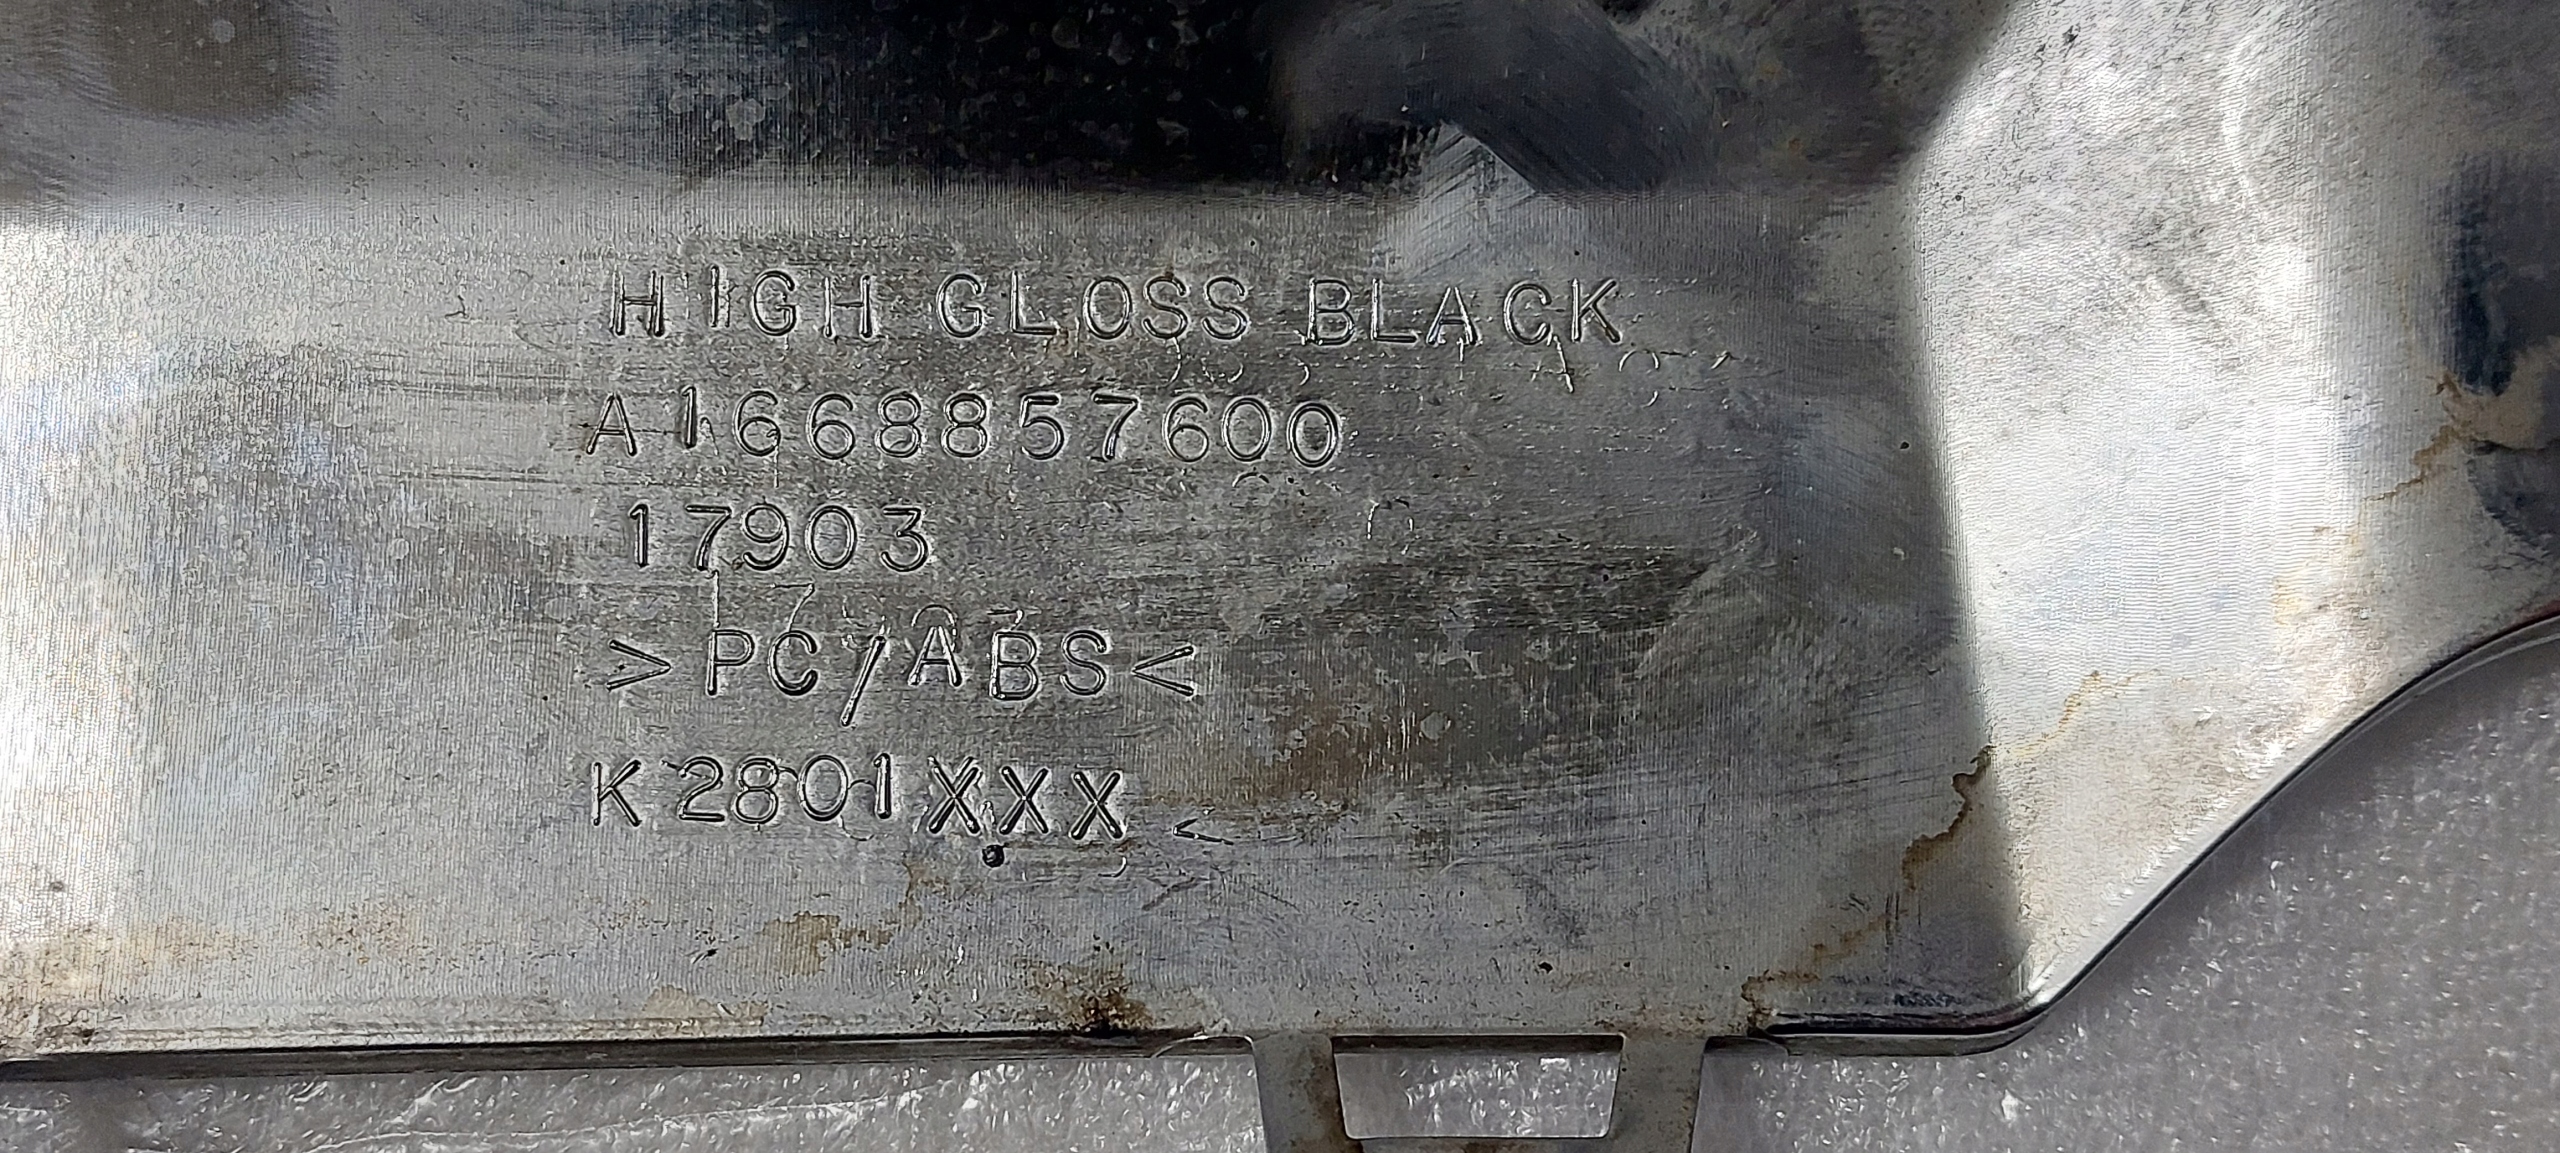 HIGH GLOSS BLACK
A1668857600
17903
>PC/ABS<
K2801XXX